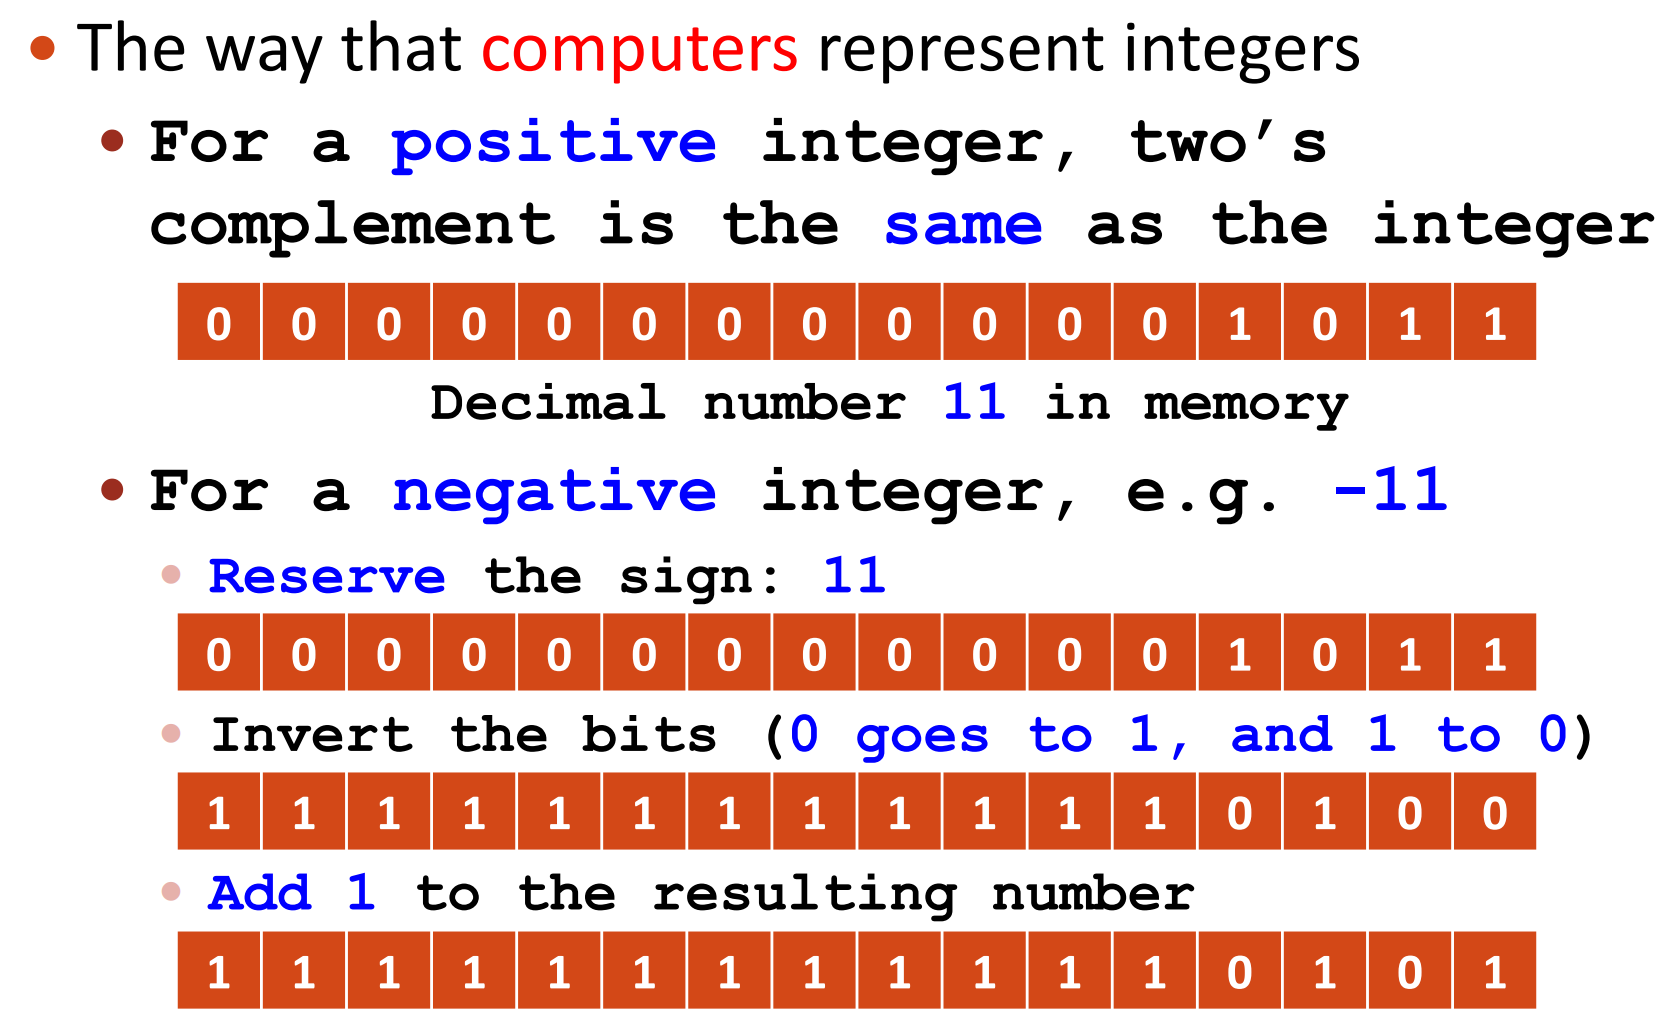 • The way that computers represent integers
• For a positive integer, two’s
complement is the same as the integer
0 0 0 0 0 0 0 0 0 0 0 0 1 0 1 1
Decimal number 11 in memory
• For a negative integer, e.g. -11
• Reserve the sign: 11
0 0 0 0 0 0 0 0 0 0 0 0 1 0 1 1
• Invert the bits (0 goes to 1, and 1 to 0)
1 1 1 1 1 1 1 1 1 1 1 1 0 1 0 0
• Add 1 to the resulting number
1 1 1 1 1 1 1 1 1 1 1 1 0 1 0 1